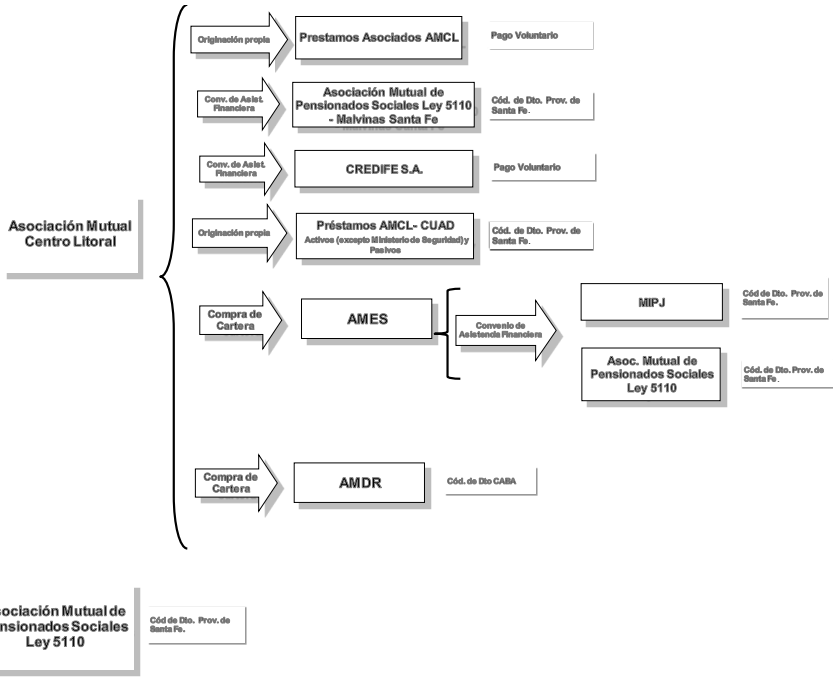 Originación propia
Prestamos Asociados AMCL
Pago Voluntario
Conv. de Asist.
Financiera
Asociación Mutual de
Pensionados Sociales Ley 5110
- Malvinas Santa Fe
Cód. de Dto. Prov. de
Santa Fe.
Conv. de Asist.
Financiera
CREDIFE S.A.
Pago Voluntario
Asociación Mutual
Centro Litoral
Originación propia
Préstamos AMCL- CUAD
Activos (excepto Ministerio de Seguridad) y
Pasivos
Cód. de Dto. Prov. de
Santa Fe.
Compra de
Cartera
AMES
Convenio de
Asistencia Financiera
MIPJ
Cód de Dto. Prov. de
Santa Fe.
Asoc. Mutual de
Pensionados Sociales
Ley 5110
Cód. de Dto. Prov. de
Santa Fe.
Compra de
Cartera
AMDR
Cód. de Dto CABA
sociación Mutual de
nsionados Sociales
Ley 5110
Cód de Dto. Prov. de
Santa Fe.